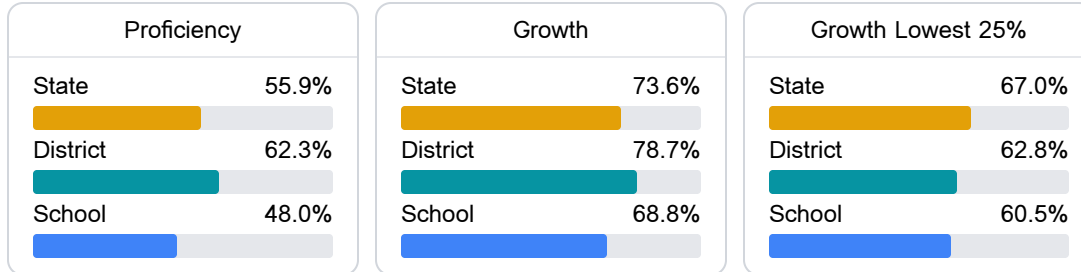 Proficiency
State 55.9%
District 62.3%
School 48.0%
Growth
State 73.6%
District 78.7%
School 68.8%
Growth Lowest 25%
State 67.0%
District 62.8%
School 60.5%